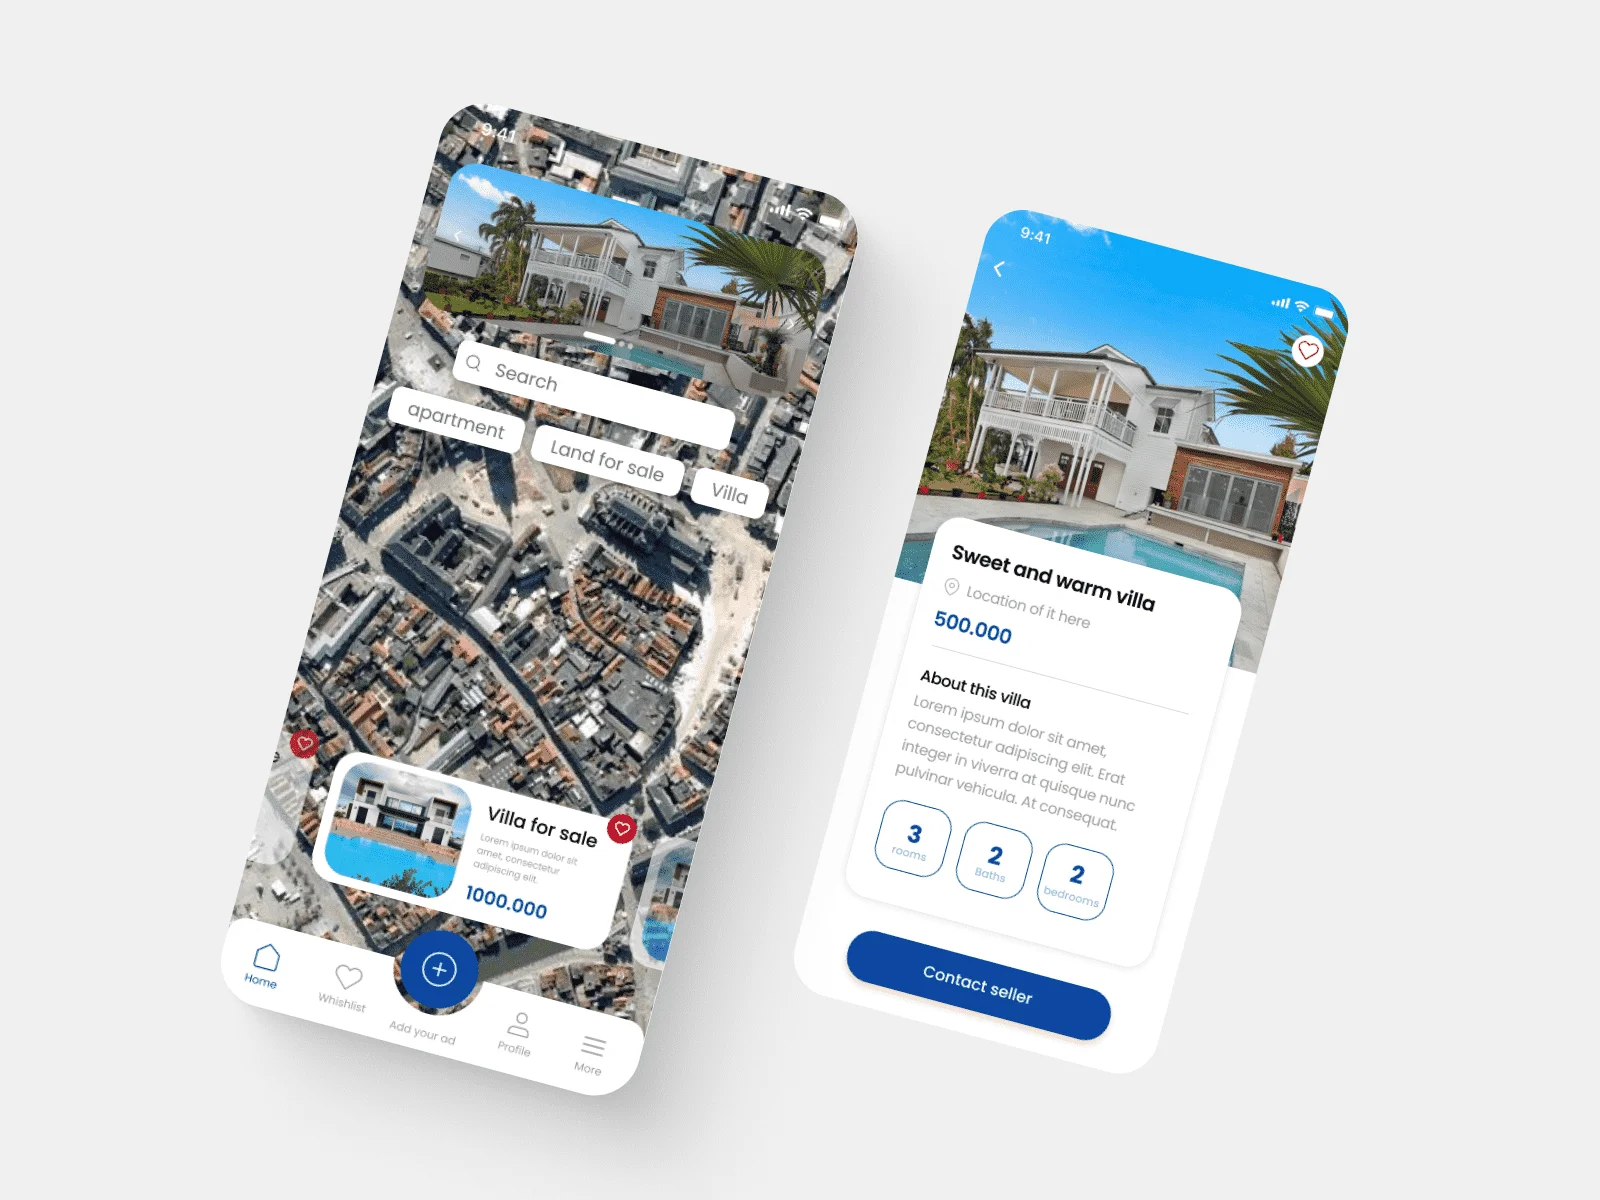 9:41
Search
apartment
Land for sale
Villa
e
Villa for sale
Lorem ipsum dolor sit
amet, consectetur
adipiscing elit.
1000.000
Home
Whishlist
Add your ad
Profile
More
9:41
Sweet and warm villa
Location of it here
500.000
About this villa
Lorem ipsum dolor sit amet,
consectetur adipiscing elit. Erat
integer in viverra at quisque nunc
pulvinar vehicula. At consequat.
3
rooms
2
Baths
2
bedrooms
Contact seller